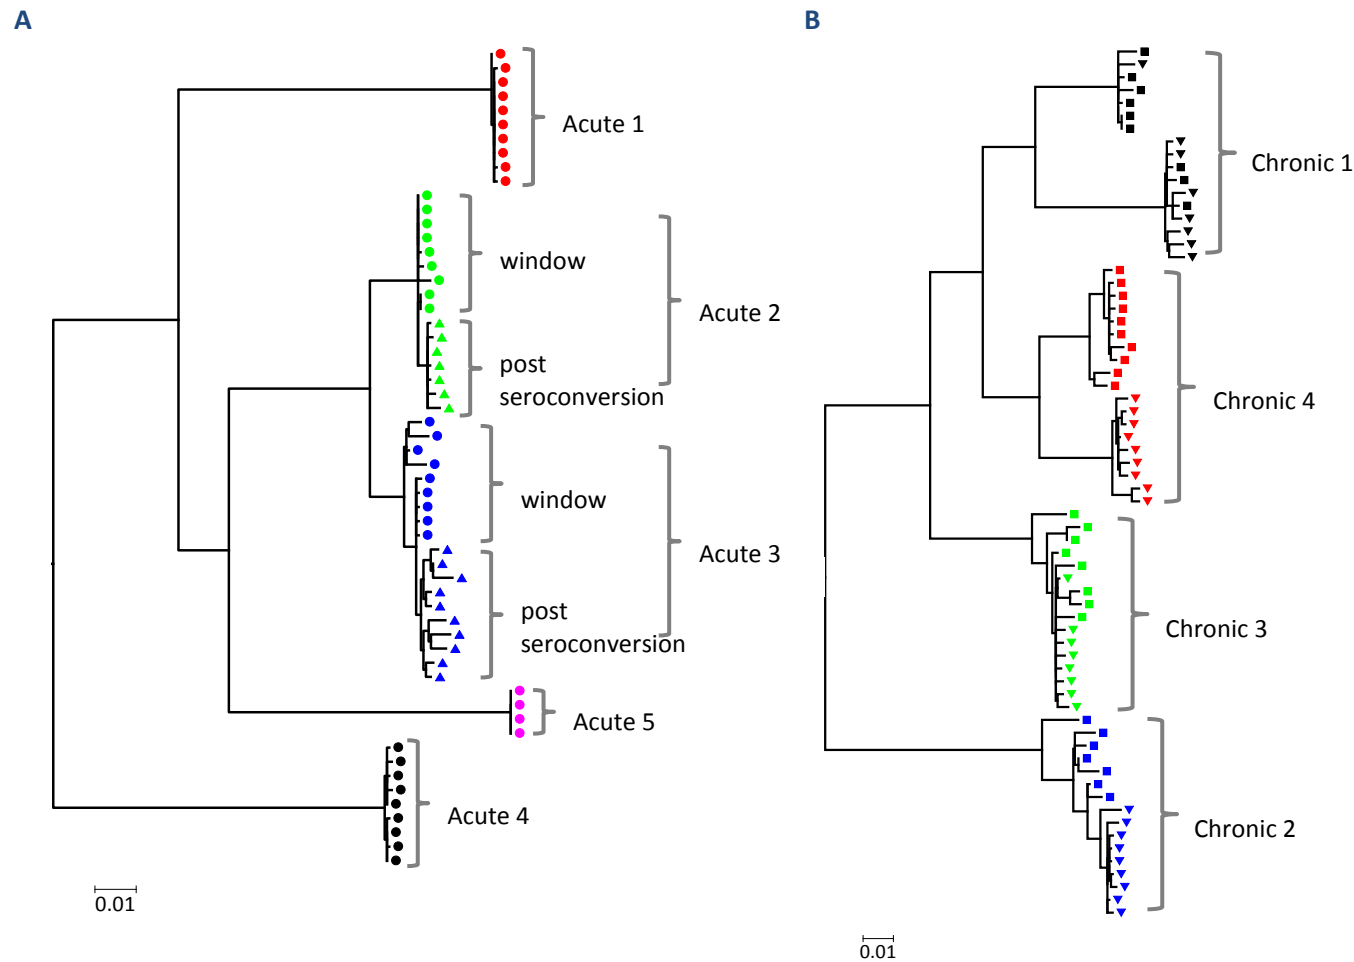 A
Acute 1
window
Acute 2
post
seroconversion
window
Acute 3
post
seroconversion
Acute 5
Acute 4
0.01
B
Chronic 1
Chronic 4
Chronic 3
Chronic 2
0.01